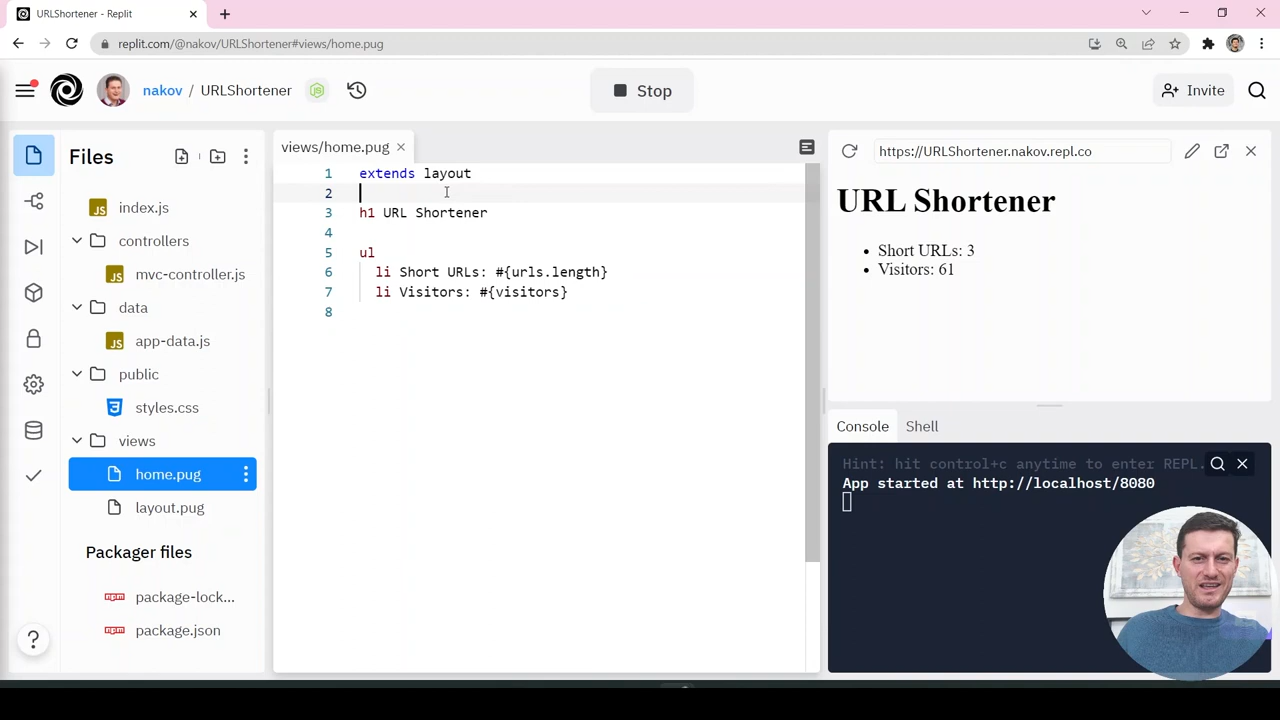 URLShortener - Replit
replit.com/@nakov/URLShortener#views/home.pug
nakov / URLShortener
Stop
Invite
Files
index.js
controllers
mvc-controller.js
data
app-data.js
public
styles.css
views
home.pug
layout.pug
Packager files
package-lock...
package.json
?
views/home.pug
1 extends layout
2
3 h1 URL Shortener
4
5 ul
6 li Short URLs: #{urls.length}
7 li Visitors: #{visitors}
8
https://URLShortener.nakov.repl.co
URL Shortener
• Short URLs: 3
• Visitors: 61
Console Shell
Hint: hit control+c anytime to enter REPL.
App started at http://localhost/8080